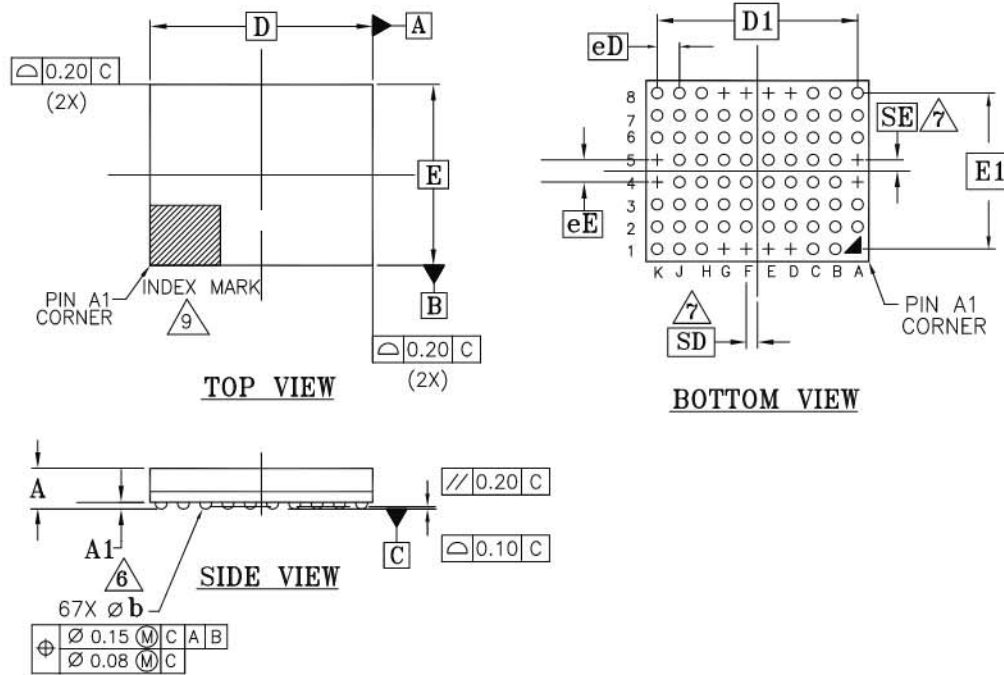 D
A
⌓ 0.20 C
(2X)
E
PIN A1
CORNER
INDEX MARK
9
B
⌓ 0.20 C
(2X)
TOP VIEW
D1
eD
8
7
6
5
4
3
2
1
SE 7
E1
eE
K J H G F E D C B A
7
SD
PIN A1
CORNER
BOTTOM VIEW
A
A1
6
// 0.20 C
C
⌓ 0.10 C
SIDE VIEW
67X Ø b
⌖ Ø 0.15 Ⓜ C A B
Ø 0.08 Ⓜ C